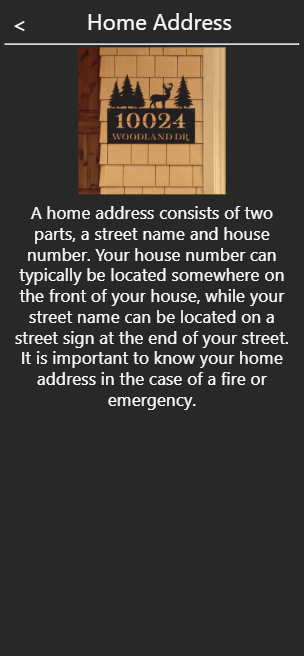 <
Home Address
10024
WOODLAND DR.
A home address consists of two
parts, a street name and house
number. Your house number can
typically be located somewhere on
the front of your house, while your
street name can be located on a
street sign at the end of your street.
It is important to know your home
address in the case of a fire or
emergency.